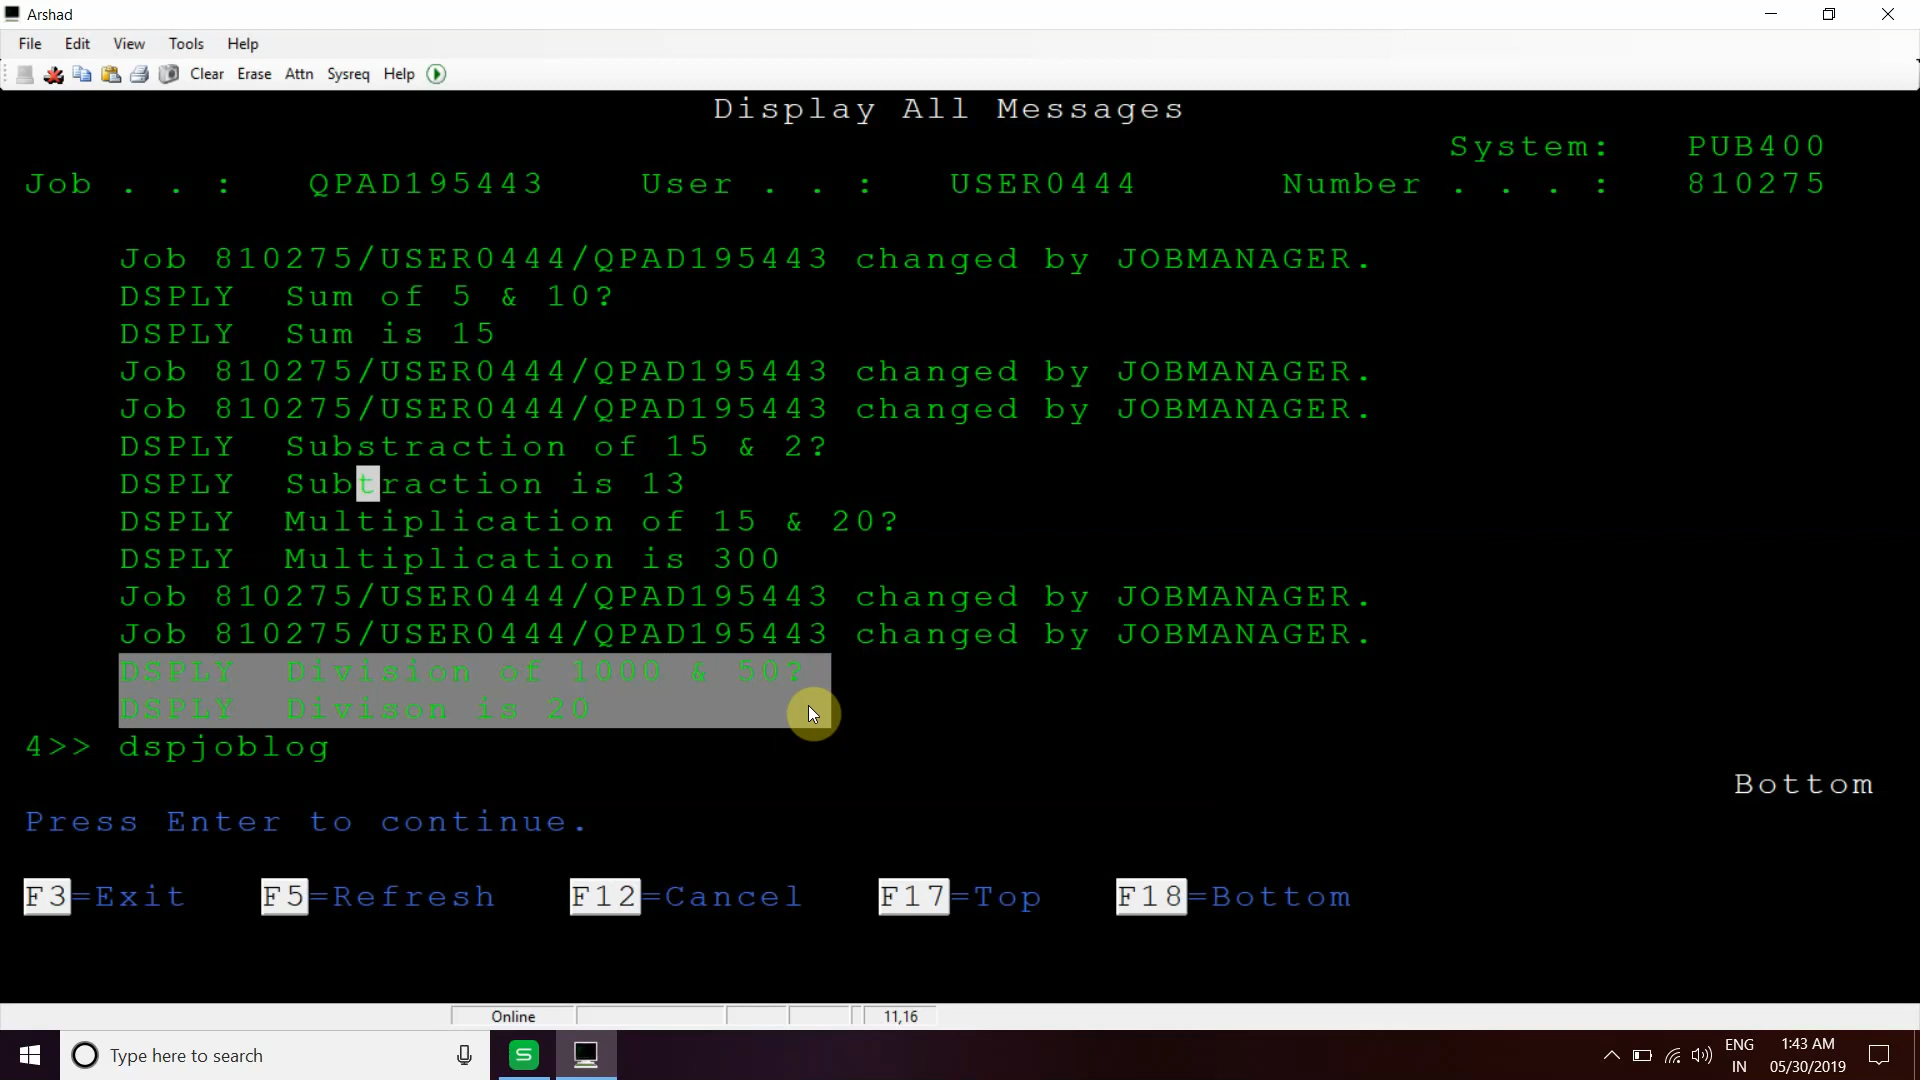 Arshad
File Edit View Tools Help
Clear Erase Attn Sysreq Help
Display All Messages
System: PUB400
Job . . : QPAD195443 User . . : USER0444 Number . . . : 810275
Job 810275/USER0444/QPAD195443 changed by JOBMANAGER.
DSPLY Sum of 5 & 10?
DSPLY Sum is 15
Job 810275/USER0444/QPAD195443 changed by JOBMANAGER.
Job 810275/USER0444/QPAD195443 changed by JOBMANAGER.
DSPLY Substraction of 15 & 2?
DSPLY Subtraction is 13
DSPLY Multiplication of 15 & 20?
DSPLY Multiplication is 300
Job 810275/USER0444/QPAD195443 changed by JOBMANAGER.
Job 810275/USER0444/QPAD195443 changed by JOBMANAGER.
DSPLY Division of 1000 & 50?
DSPLY Divison is 20
4>> dspjoblog
Bottom
Press Enter to continue.
F3=Exit F5=Refresh F12=Cancel F17=Top F18=Bottom
Online 11,16
Type here to search S ENG 1:43 AM
IN 05/30/2019